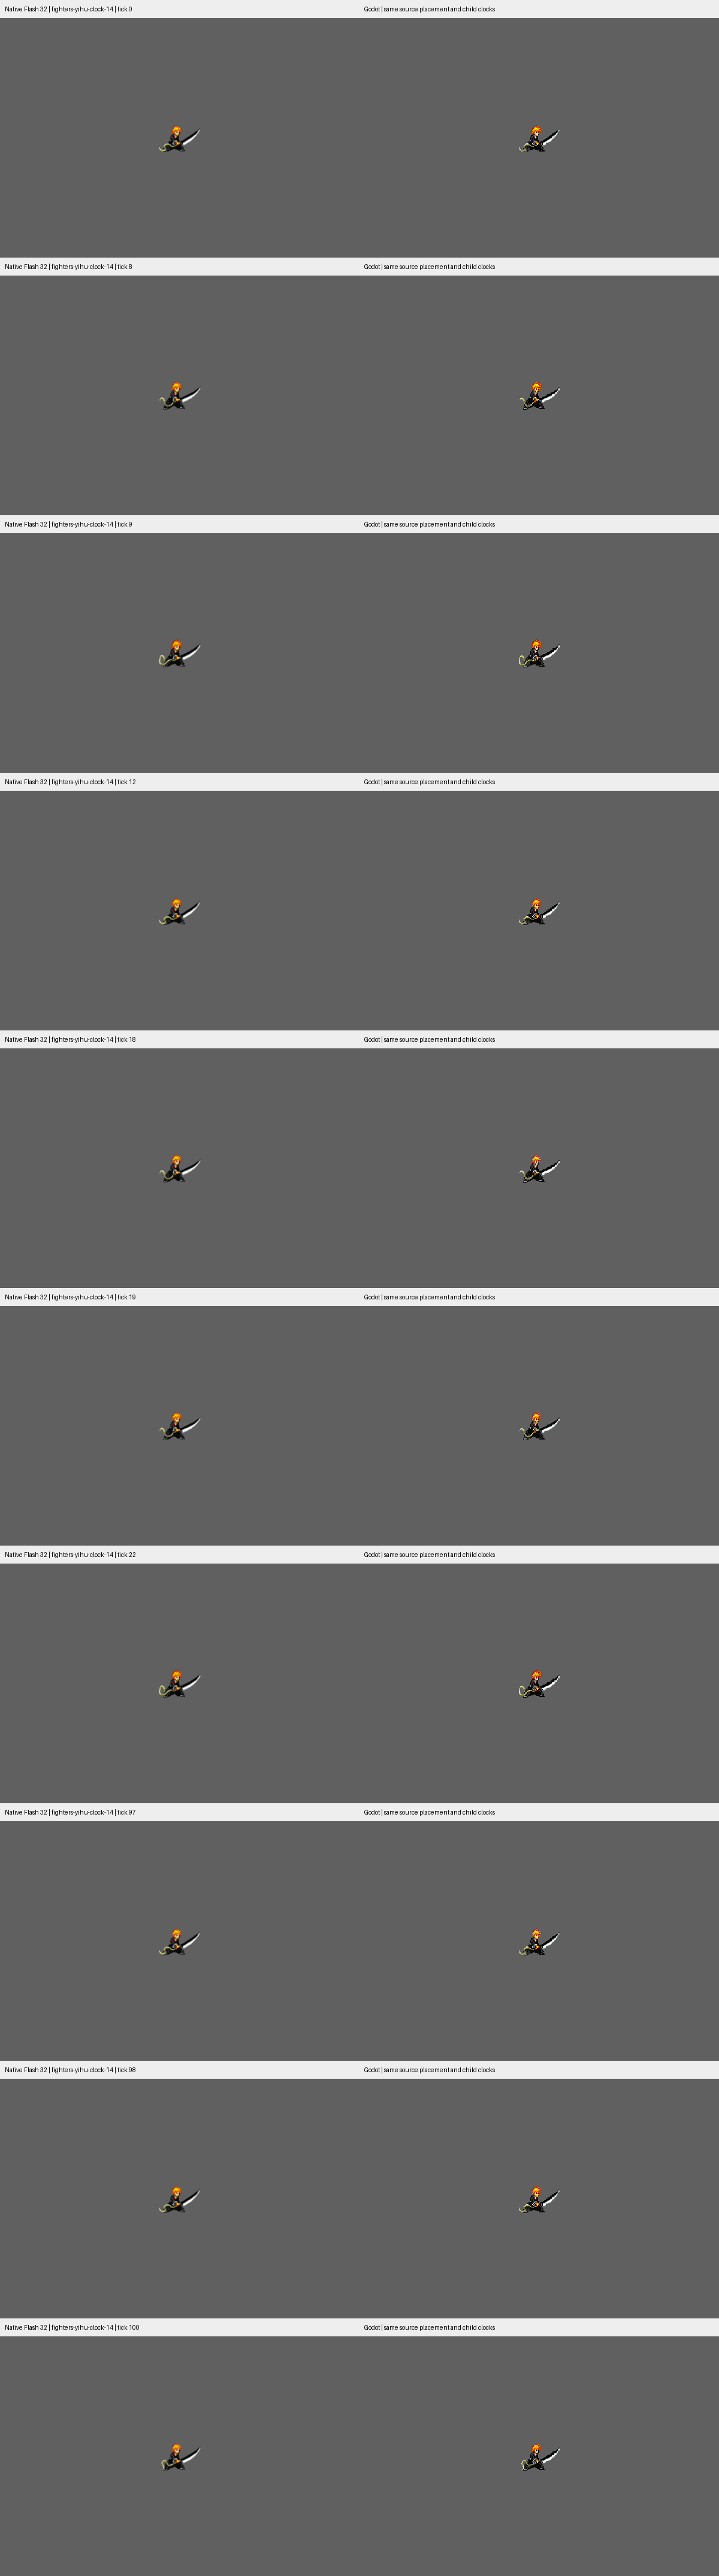 Native Flash 32 | fighters-yihu-clock-14 | tick 0
Godot | same source placement and child clocks
Native Flash 32 | fighters-yihu-clock-14 | tick 8
Godot | same source placement and child clocks
Native Flash 32 | fighters-yihu-clock-14 | tick 9
Godot | same source placement and child clocks
Native Flash 32 | fighters-yihu-clock-14 | tick 12
Godot | same source placement and child clocks
Native Flash 32 | fighters-yihu-clock-14 | tick 18
Godot | same source placement and child clocks
Native Flash 32 | fighters-yihu-clock-14 | tick 19
Godot | same source placement and child clocks
Native Flash 32 | fighters-yihu-clock-14 | tick 22
Godot | same source placement and child clocks
Native Flash 32 | fighters-yihu-clock-14 | tick 97
Godot | same source placement and child clocks
Native Flash 32 | fighters-yihu-clock-14 | tick 98
Godot | same source placement and child clocks
Native Flash 32 | fighters-yihu-clock-14 | tick 100
Godot | same source placement and child clocks